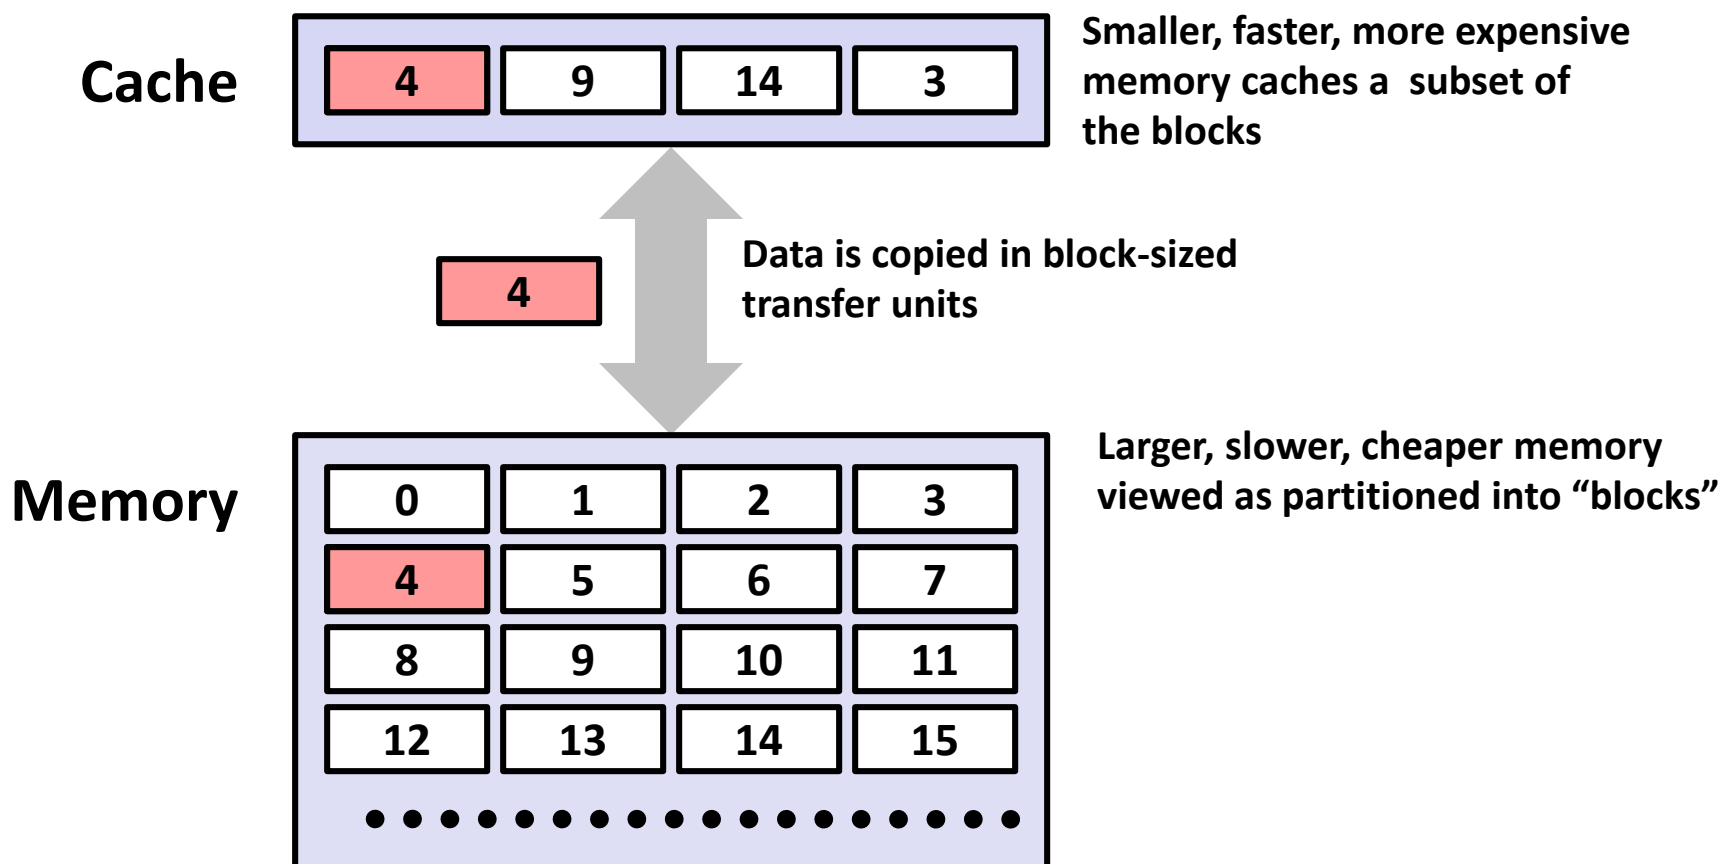 Cache
4 9 14 3
Smaller, faster, more expensive
memory caches a subset of
the blocks
4
Data is copied in block-sized
transfer units
Memory
0 1 2 3
4 5 6 7
8 9 10 11
12 13 14 15
Larger, slower, cheaper memory
viewed as partitioned into “blocks”